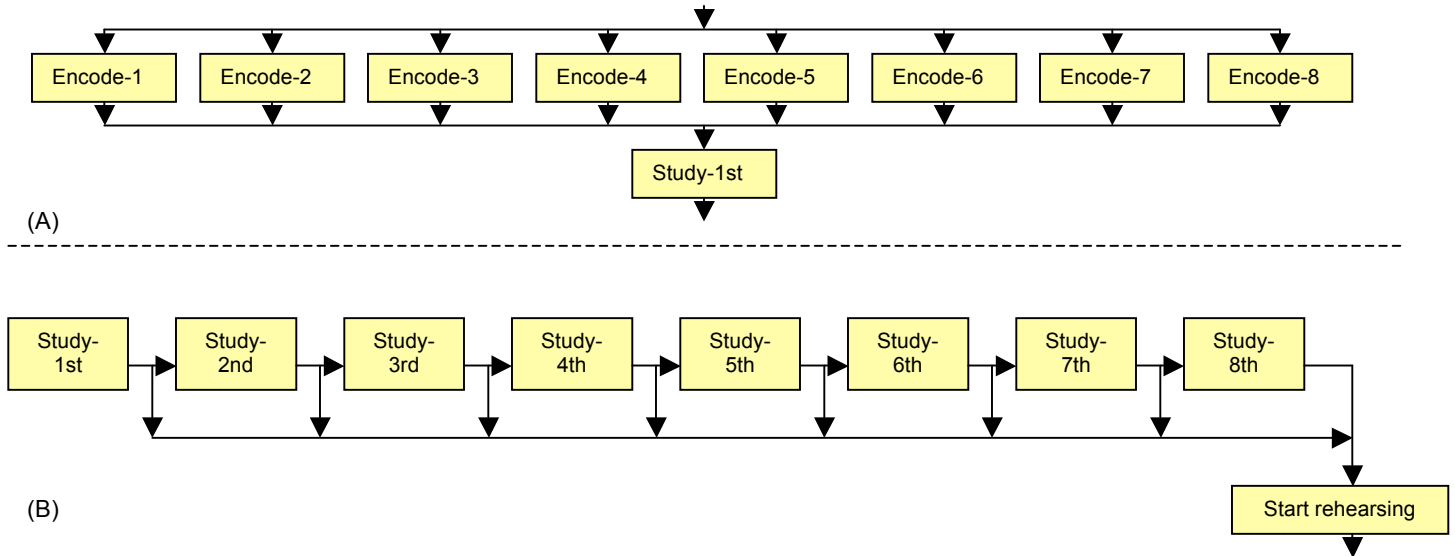 Encode-1 Encode-2 Encode-3 Encode-4 Encode-5 Encode-6 Encode-7 Encode-8
Study-1st
(A)
Study-
1st
Study-
2nd
Study-
3rd
Study-
4th
Study-
5th
Study-
6th
Study-
7th
Study-
8th
(B)
Start rehearsing